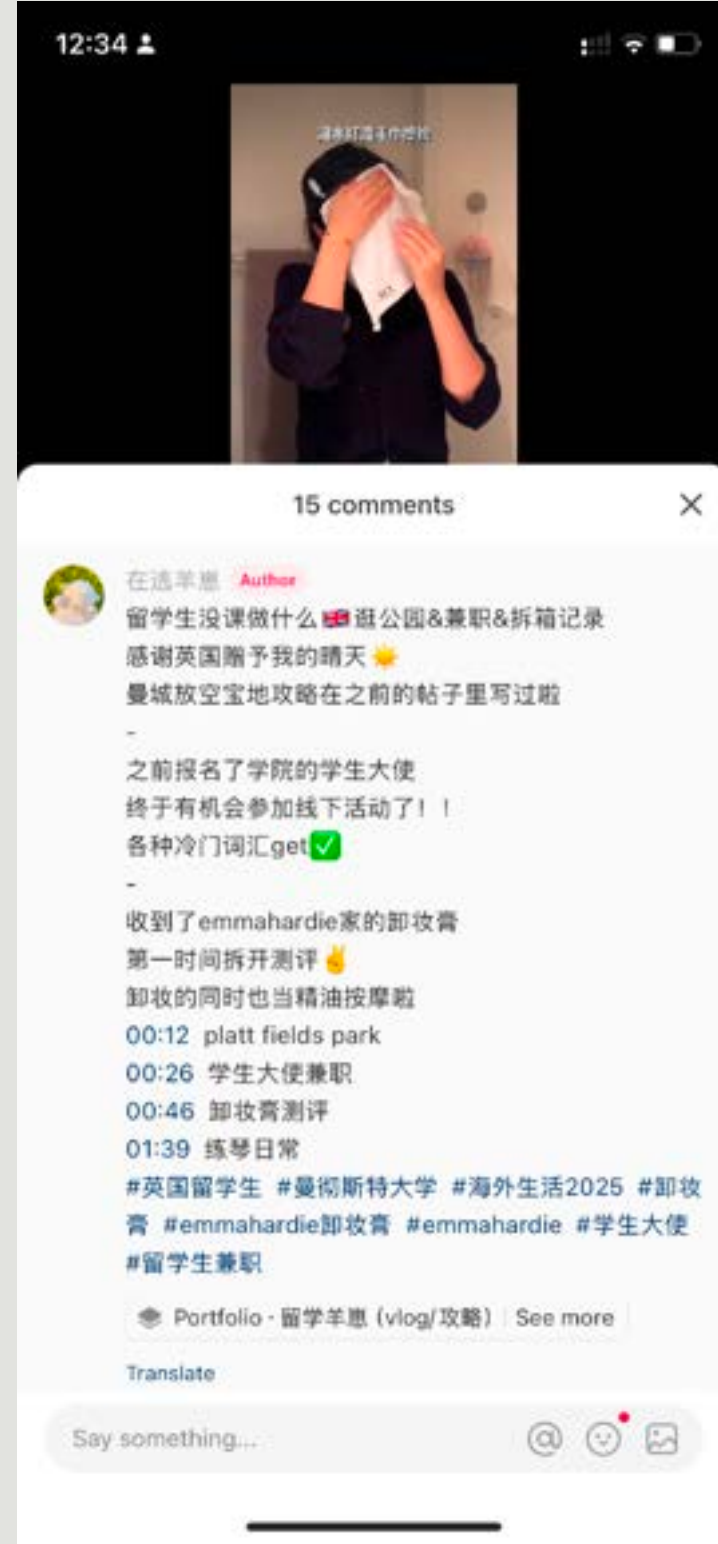 12:34
15 comments
在逃羊崽 Author
留学生没课做什么🇬🇧逛公园&兼职&拆箱记录
感谢英国赠予我的晴天☀️
曼城放空宝地攻略在之前的帖子里写过啦
-
之前报名了学院的学生大使
终于有机会参加线下活动了！！
各种冷门词汇get✅
-
收到了emmahardie家的卸妆膏
第一时间拆开测评✌️
卸妆的同时也当精油按摩啦
00:12 platt fields park
00:26 学生大使兼职
00:46 卸妆膏测评
01:39 练琴日常
#英国留学生 #曼彻斯特大学 #海外生活2025 #卸妆
膏 #emmahardie卸妆膏 #emmahardie #学生大使
#留学生兼职
Portfolio · 留学羊崽 (vlog/攻略) See more
Translate
Say something...